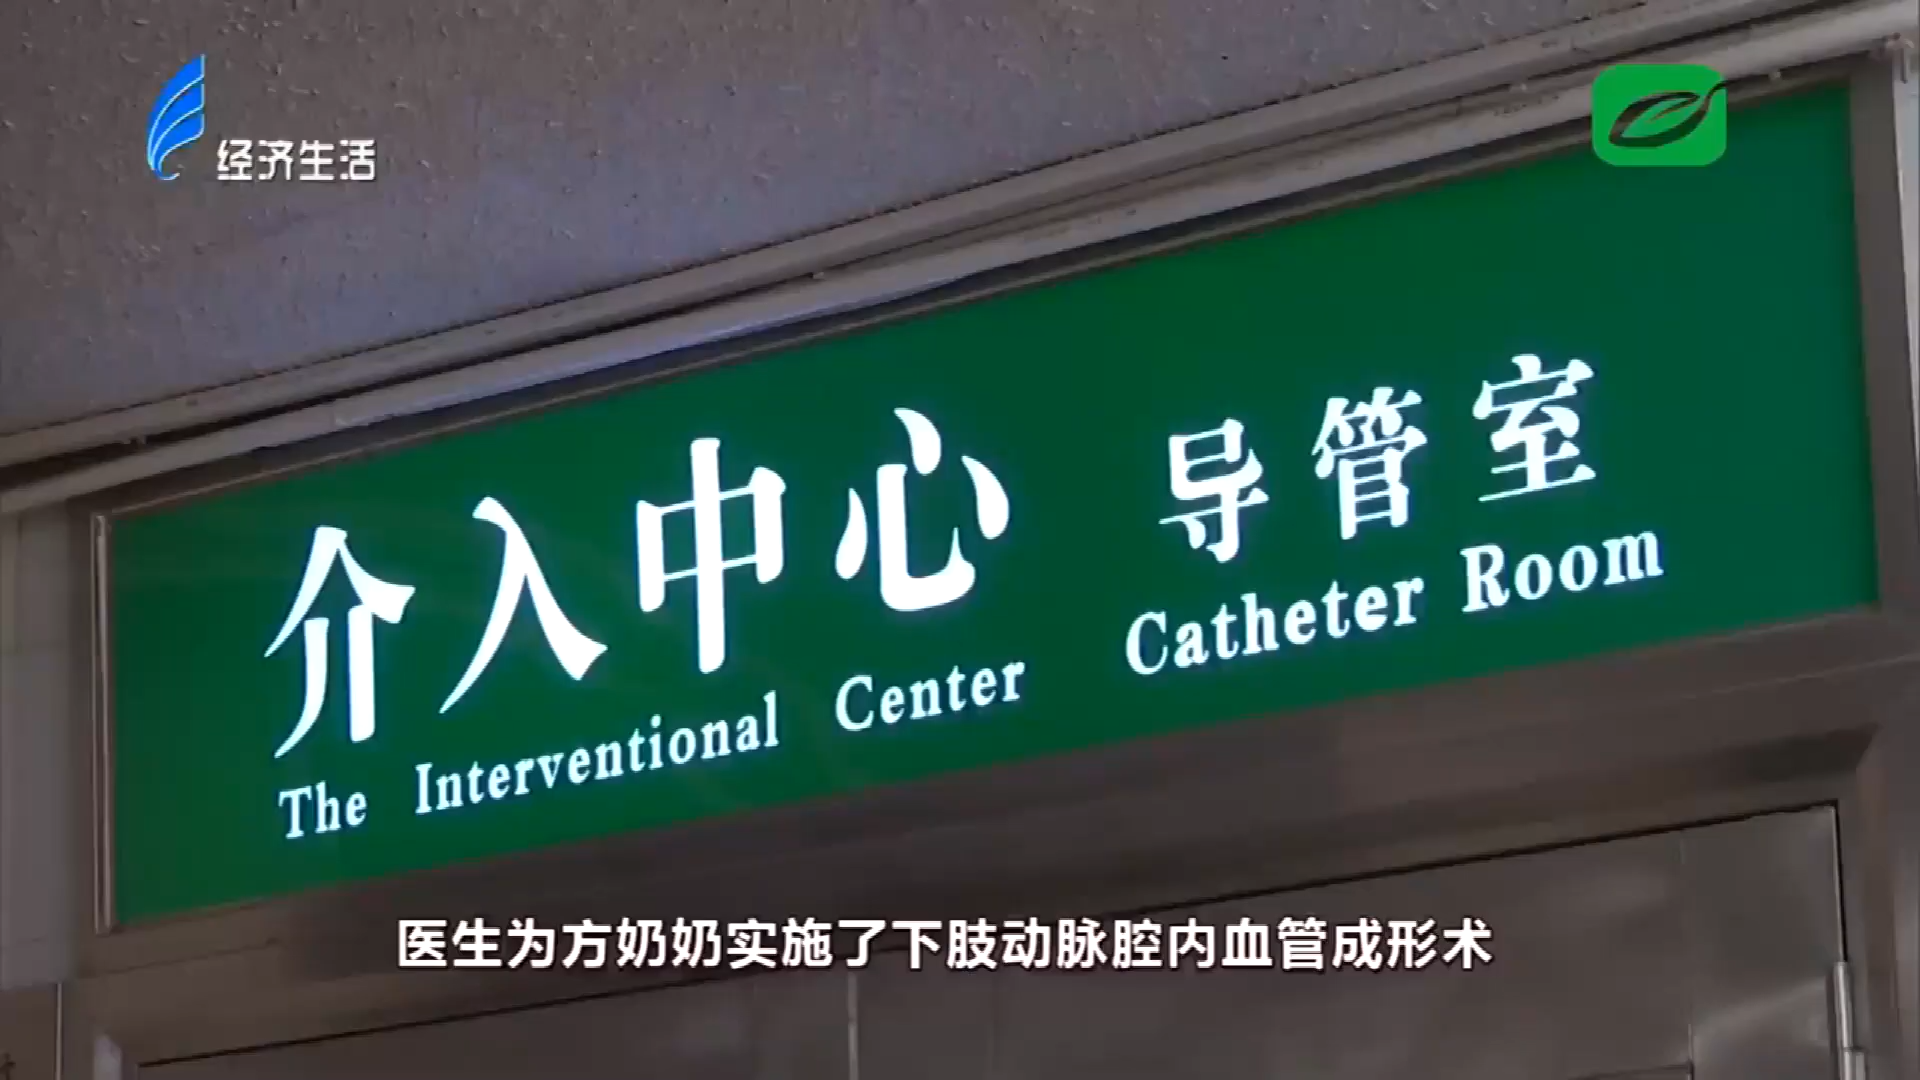 经济生活
介入中心 导管室
The Interventional Center Catheter Room
医生为方奶奶实施了下肢动脉腔内血管成形术